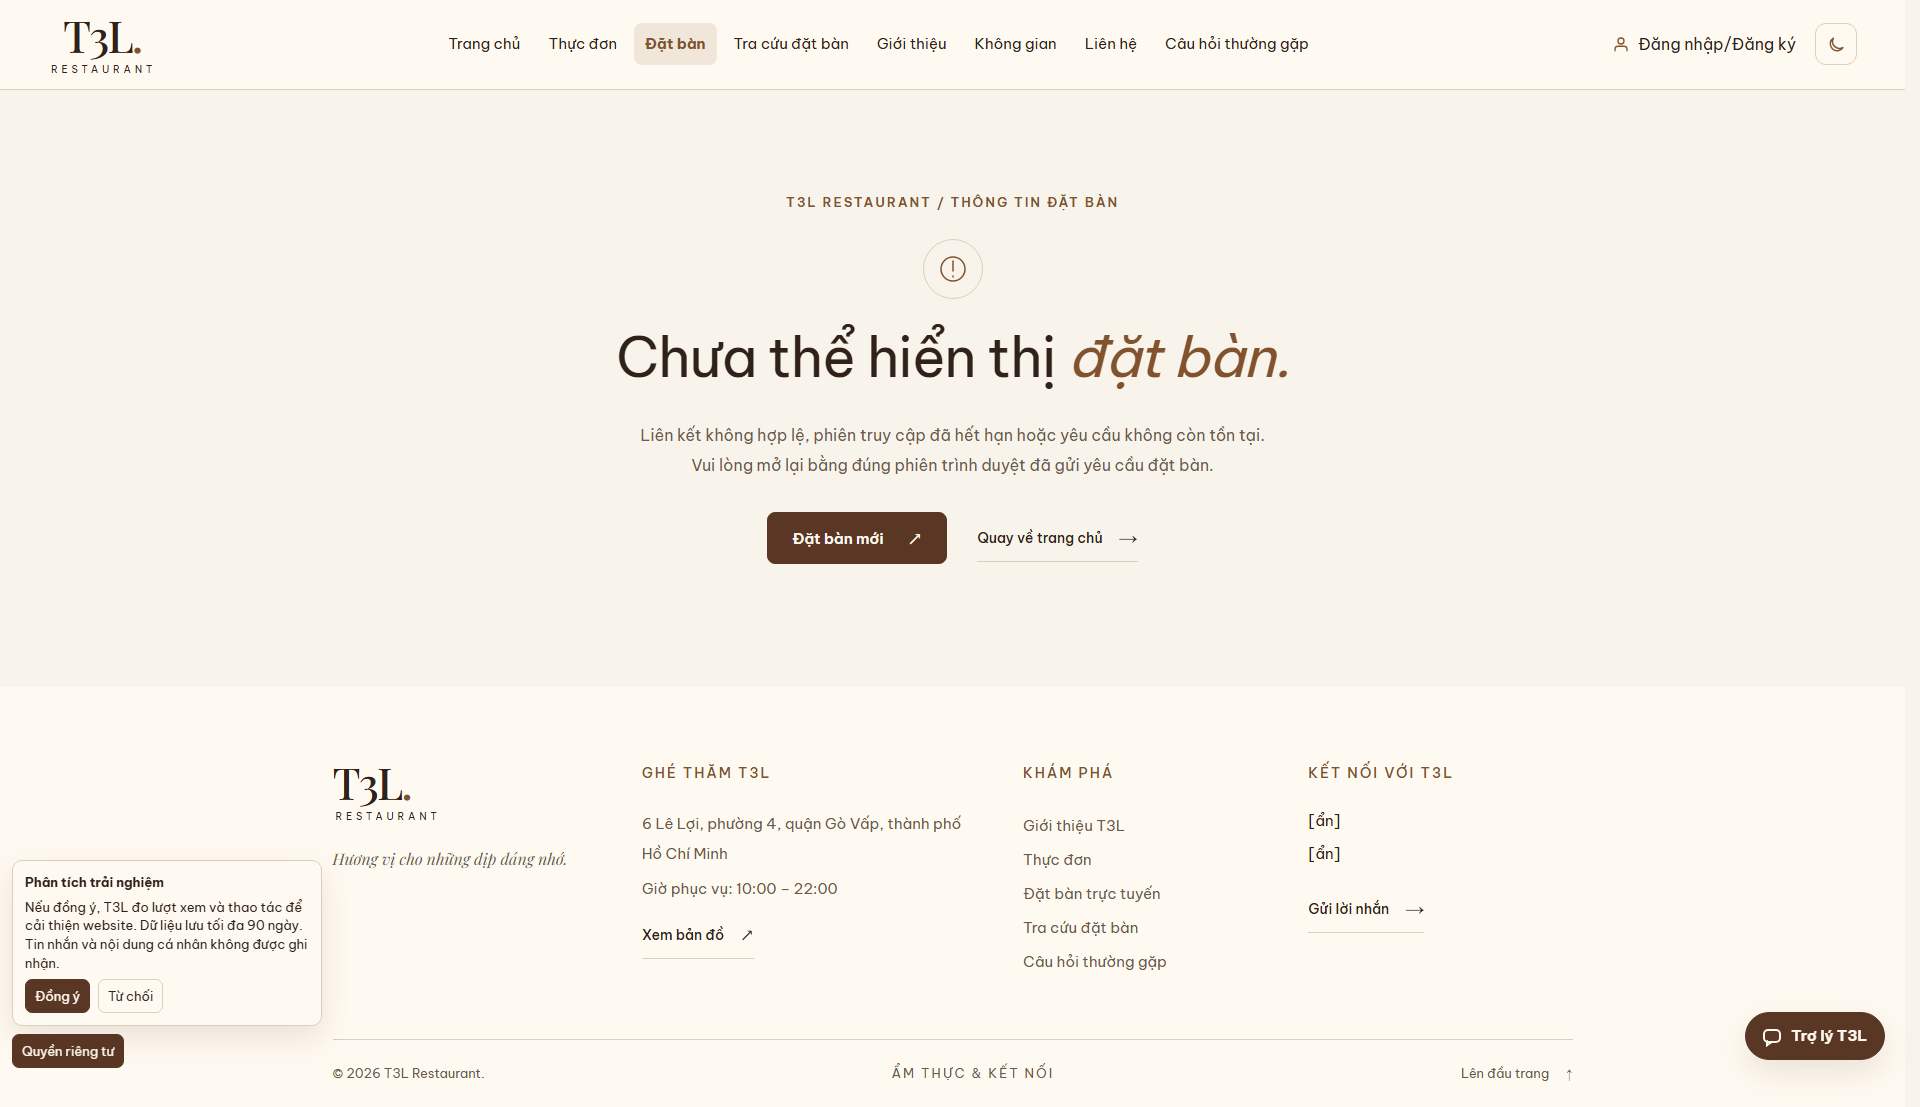 T3L.
RESTAURANT
Trang chủ
Thực đơn
Đặt bàn
Tra cứu đặt bàn
Giới thiệu
Không gian
Liên hệ
Câu hỏi thường gặp
Đăng nhập/Đăng ký
T3L RESTAURANT / THÔNG TIN ĐẶT BÀN
Chưa thể hiển thị đặt bàn.
Liên kết không hợp lệ, phiên truy cập đã hết hạn hoặc yêu cầu không còn tồn tại.
Vui lòng mở lại bằng đúng phiên trình duyệt đã gửi yêu cầu đặt bàn.
Đặt bàn mới ↗
Quay về trang chủ →
T3L.
RESTAURANT
Hương vị cho những dịp đáng nhớ.
GHÉ THĂM T3L
6 Lê Lợi, phường 4, quận Gò Vấp, thành phố
Hồ Chí Minh
Giờ phục vụ: 10:00 – 22:00
Xem bản đồ ↗
KHÁM PHÁ
Giới thiệu T3L
Thực đơn
Đặt bàn trực tuyến
Tra cứu đặt bàn
Câu hỏi thường gặp
KẾT NỐI VỚI T3L
[ẩn]
[ẩn]
Gửi lời nhắn →
Phân tích trải nghiệm
Nếu đồng ý, T3L đo lượt xem và thao tác để
cải thiện website. Dữ liệu lưu tối đa 90 ngày.
Tin nhắn và nội dung cá nhân không được ghi
nhận.
Đồng ý
Từ chối
Quyền riêng tư
© 2026 T3L Restaurant.
ẨM THỰC & KẾT NỐI
Lên đầu trang ↑
Trợ lý T3L